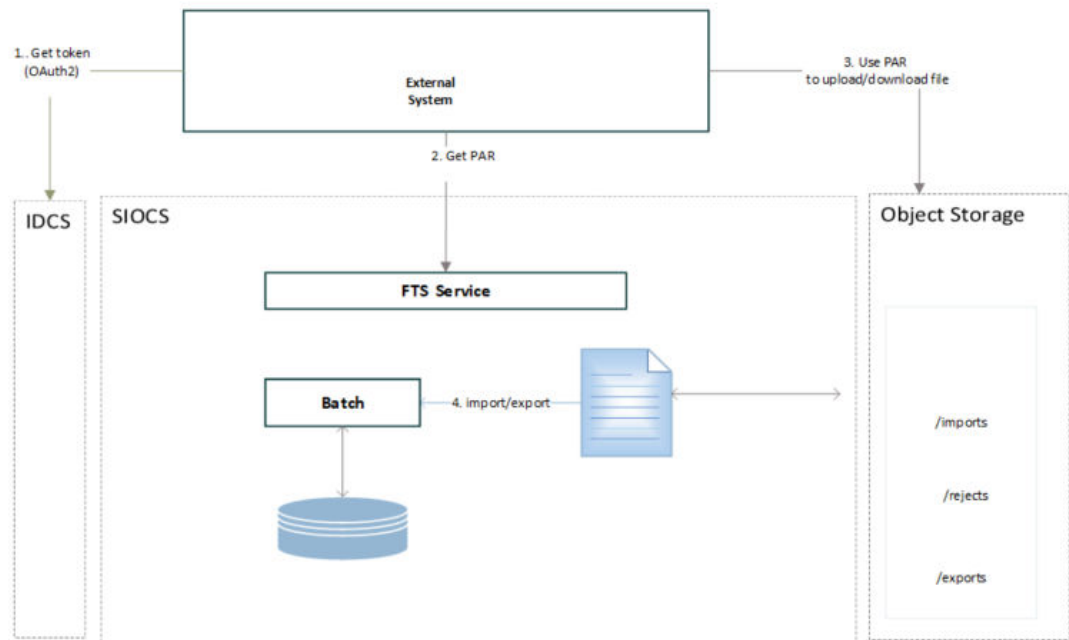 1.. Get token
(OAuth2)
External
System
3. Use PAR
to upload/download file
2. Get PAR
IDCS
SIOCS
Object Storage
FTS Service
Batch
4. import/export
/imports
/rejects
/exports